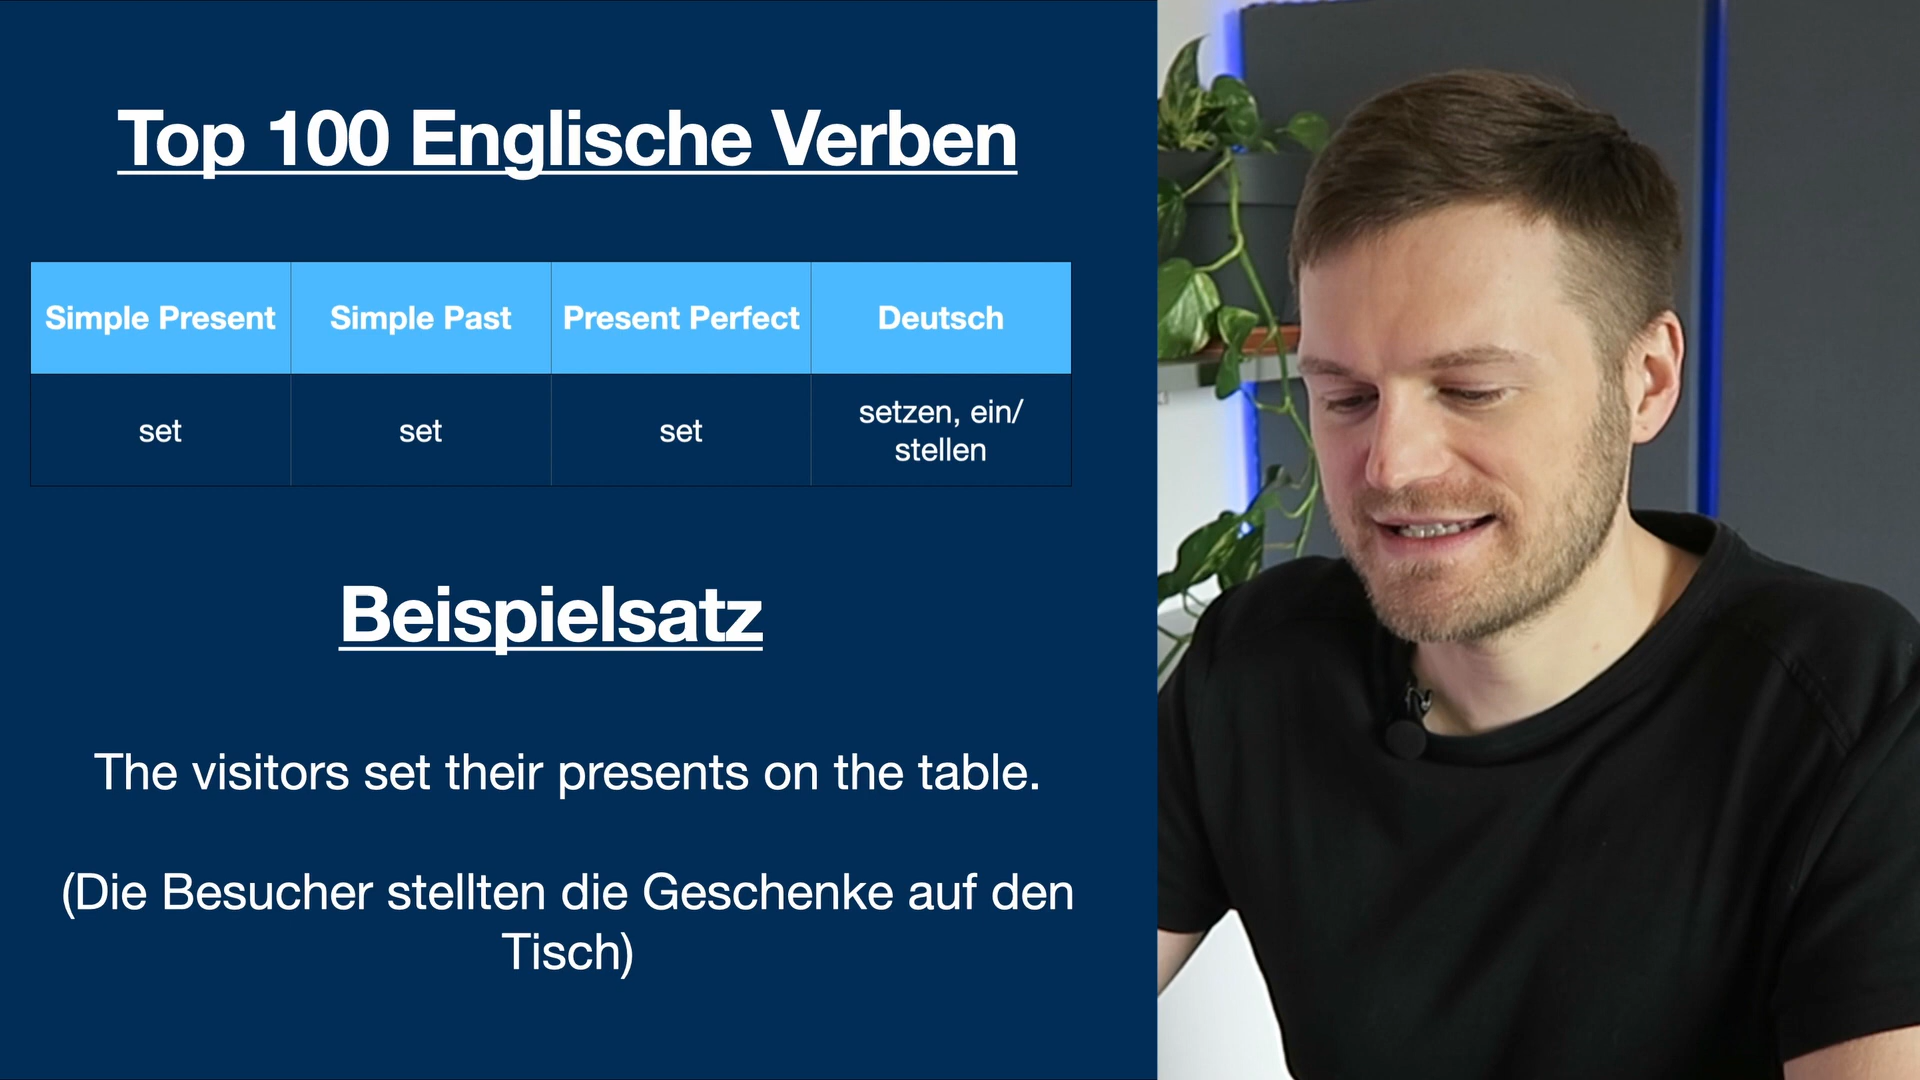 Top 100 Englische Verben
Simple Present Simple Past Present Perfect Deutsch
set set set setzen, ein/
stellen
Beispielsatz
The visitors set their presents on the table.
(Die Besucher stellten die Geschenke auf den
Tisch)